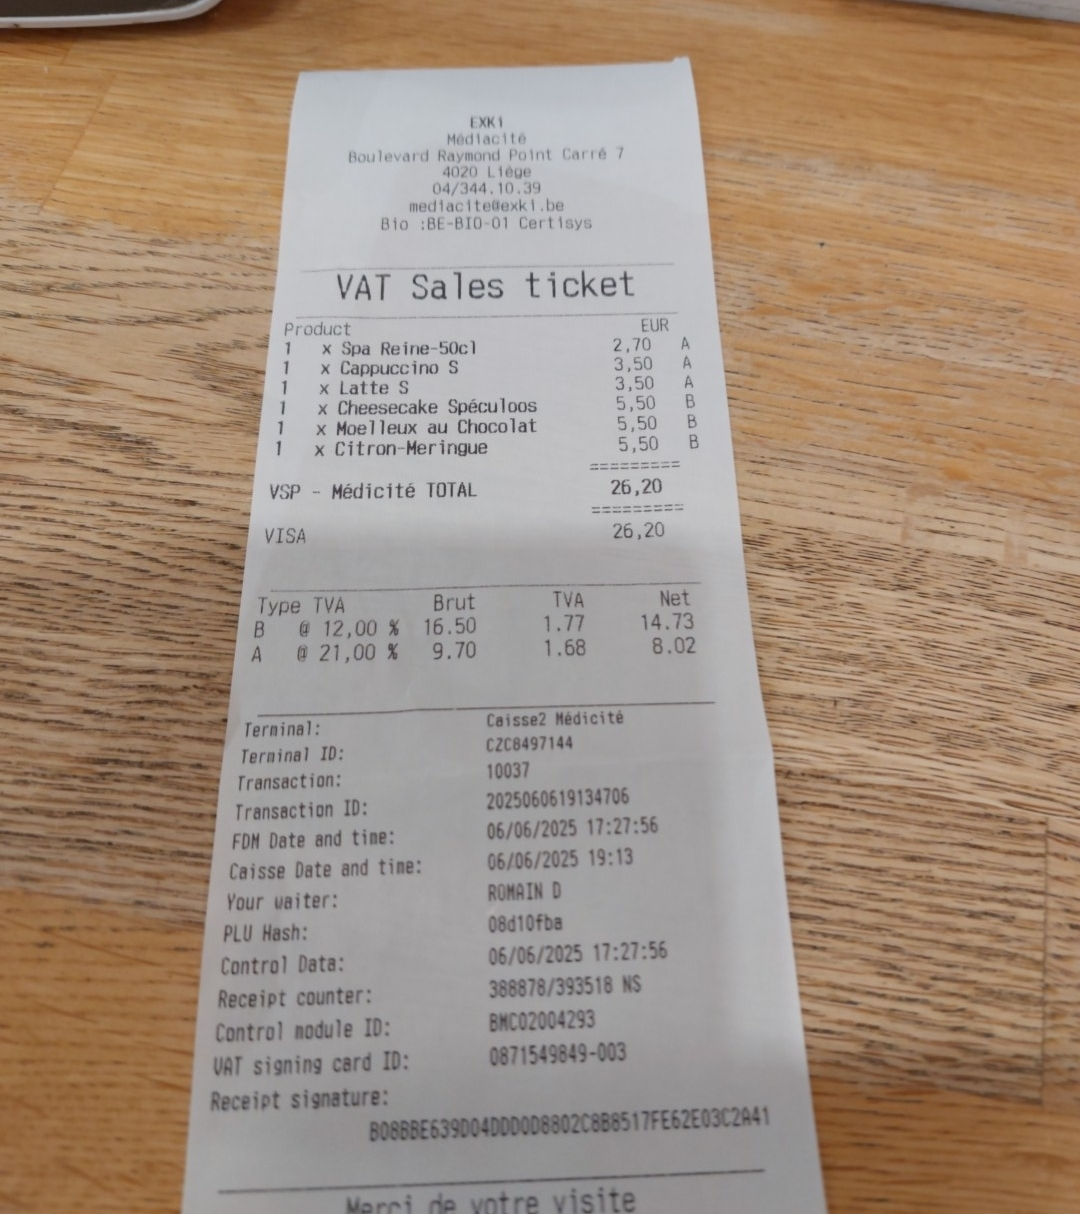 EXKi
Médiacité
Boulevard Raymond Point Carré 7
4020 Liège
04/344.10.39
mediacite@exki.be
Bio :BE-BIO-01 Certisys
VAT Sales ticket
Product EUR
1 x Spa Reine-50cl 2,70 A
1 x Cappuccino S 3,50 A
1 x Latte S 3,50 A
1 x Cheesecake Spéculoos 5,50 B
1 x Moelleux au Chocolat 5,50 B
1 x Citron-Meringue 5,50 B
=========
VSP - Médicité TOTAL 26,20
=========
VISA 26,20
Type TVA Brut TVA Net
B @ 12,00 % 16.50 1.77 14.73
A @ 21,00 % 9.70 1.68 8.02
Terminal: Caisse2 Médicité
Terminal ID: CZC8497144
Transaction: 10037
Transaction ID: 2025060619134706
FDM Date and time: 06/06/2025 17:27:56
Caisse Date and time: 06/06/2025 19:13
Your waiter: ROMAIN D
PLU Hash: 08d10fba
Control Data: 06/06/2025 17:27:56
Receipt counter: 388878/393518 NS
Control module ID: BMC02004293
VAT signing card ID: 0871549849-003
Receipt signature:
B08BBE639D04DDD0D8802C8B8517FE62E03C2A41
Merci de votre visite